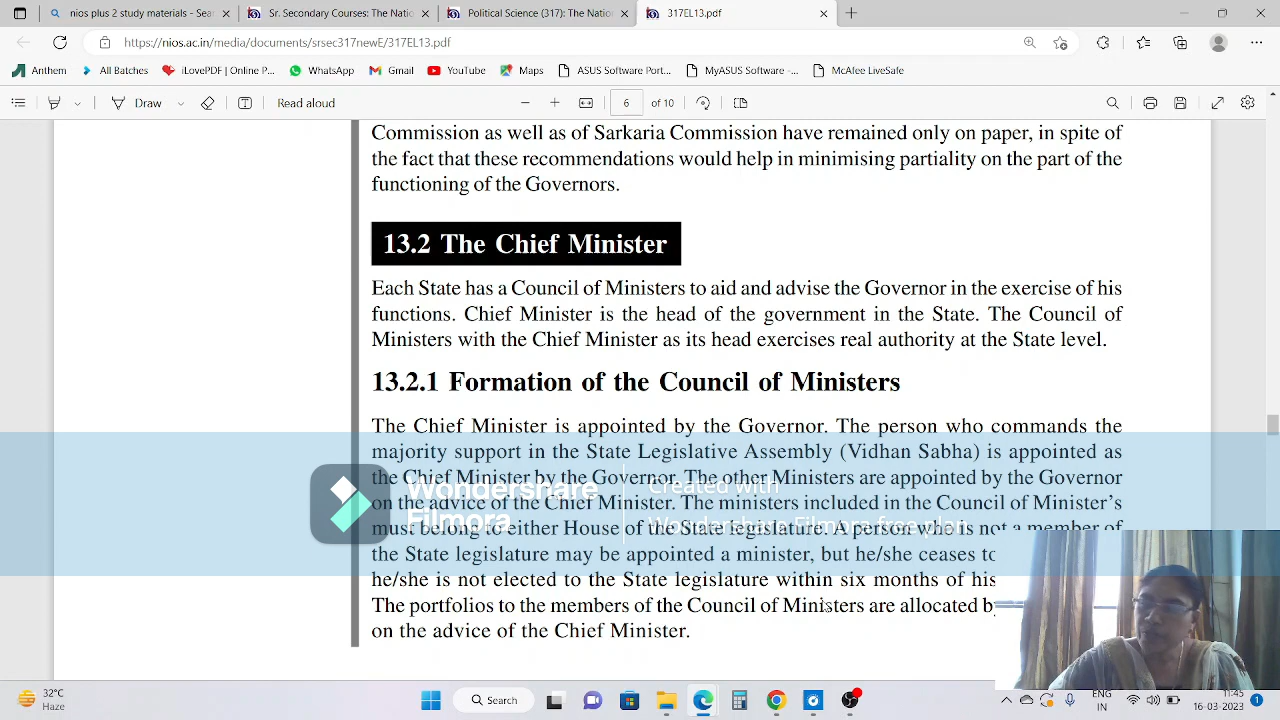 nios plus 2 study materials - Sear
Sr. Secondary Courses: The Natio
Political Science (317): The Natio
317EL13.pdf
https://nios.ac.in/media/documents/srsec317newE/317EL13.pdf
Anthem
All Batches
iLovePDF | Online P...
WhatsApp
Gmail
YouTube
Maps
ASUS Software Port...
MyASUS Software -...
McAfee LiveSafe
Draw
Read aloud
6 of 10
Commission as well as of Sarkaria Commission have remained only on paper, in spite of
the fact that these recommendations would help in minimising partiality on the part of the
functioning of the Governors.
13.2 The Chief Minister
Each State has a Council of Ministers to aid and advise the Governor in the exercise of his
functions. Chief Minister is the head of the government in the State. The Council of
Ministers with the Chief Minister as its head exercises real authority at the State level.
13.2.1 Formation of the Council of Ministers
The Chief Minister is appointed by the Governor. The person who commands the
majority support in the State Legislative Assembly (Vidhan Sabha) is appointed as
the Chief Minister by the Governor. The other Ministers are appointed by the Governor
on the advice of the Chief Minister. The ministers included in the Council of Minister’s
must belong to either House of the State legislature. A person who is not a member of
the State legislature may be appointed a minister, but he/she ceases to
he/she is not elected to the State legislature within six months of his
The portfolios to the members of the Council of Ministers are allocated
on the advice of the Chief Minister.
Wondershare
Filmora
Created with
Wondershare Filmora free plan
32°C
Haze
Search
ENG
IN
11:45
16-03-2023
1